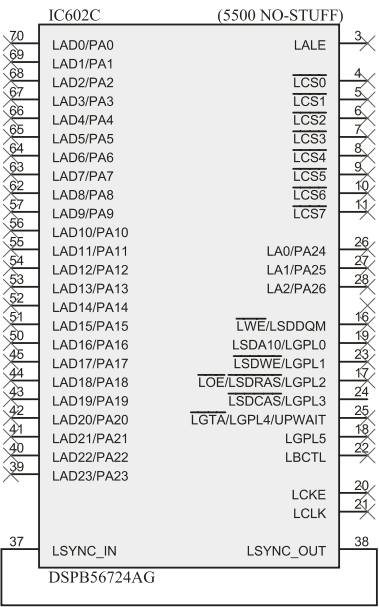 IC602C (5500 NO-STUFF)
70 LAD0/PA0 LALE 3
69 LAD1/PA1
68 LAD2/PA2 LCS0 4
67 LAD3/PA3 LCS1 5
66 LAD4/PA4 LCS2 6
65 LAD5/PA5 LCS3 7
64 LAD6/PA6 LCS4 8
63 LAD7/PA7 LCS5 9
62 LAD8/PA8 LCS6 10
57 LAD9/PA9 LCS7 11
56 LAD10/PA10
55 LAD11/PA11 LA0/PA24 26
54 LAD12/PA12 LA1/PA25 27
53 LAD13/PA13 LA2/PA26 28
52 LAD14/PA14
51 LAD15/PA15 LWE/LSDDQM 16
50 LAD16/PA16 LSDA10/LGPL0 19
45 LAD17/PA17 LSDWE/LGPL1 23
44 LAD18/PA18 LOE/LSDRAS/LGPL2 17
43 LAD19/PA19 LSDCAS/LGPL3 24
42 LAD20/PA20 LGTA/LGPL4/UPWAIT 25
41 LAD21/PA21 LGPL5 18
40 LAD22/PA22 LBCTL 22
39 LAD23/PA23
LCKE 20
LCLK 21
37 LSYNC_IN LSYNC_OUT 38
DSPB56724AG